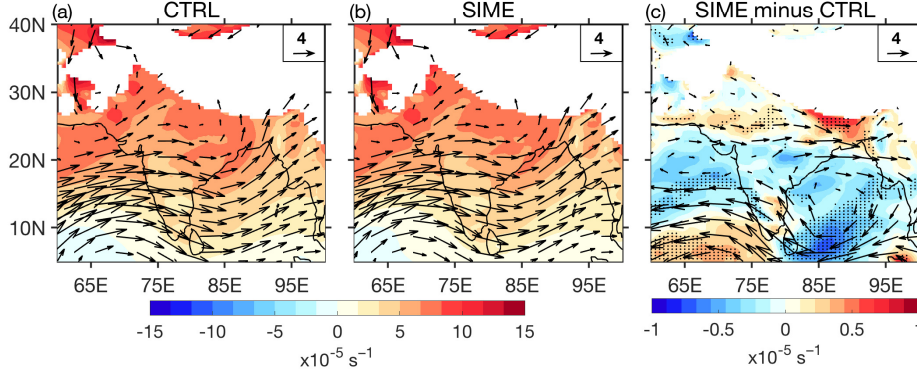 (a) CTRL (b) SIME (c) SIME minus CTRL
40N 4 4 4
30N
20N
10N
65E 75E 85E 95E 65E 75E 85E 95E 65E 75E 85E 95E
-15 -10 -5 0 5 10 15 -1 -0.5 0 0.5 1
x10⁻⁵ s⁻¹ x10⁻⁵ s⁻¹